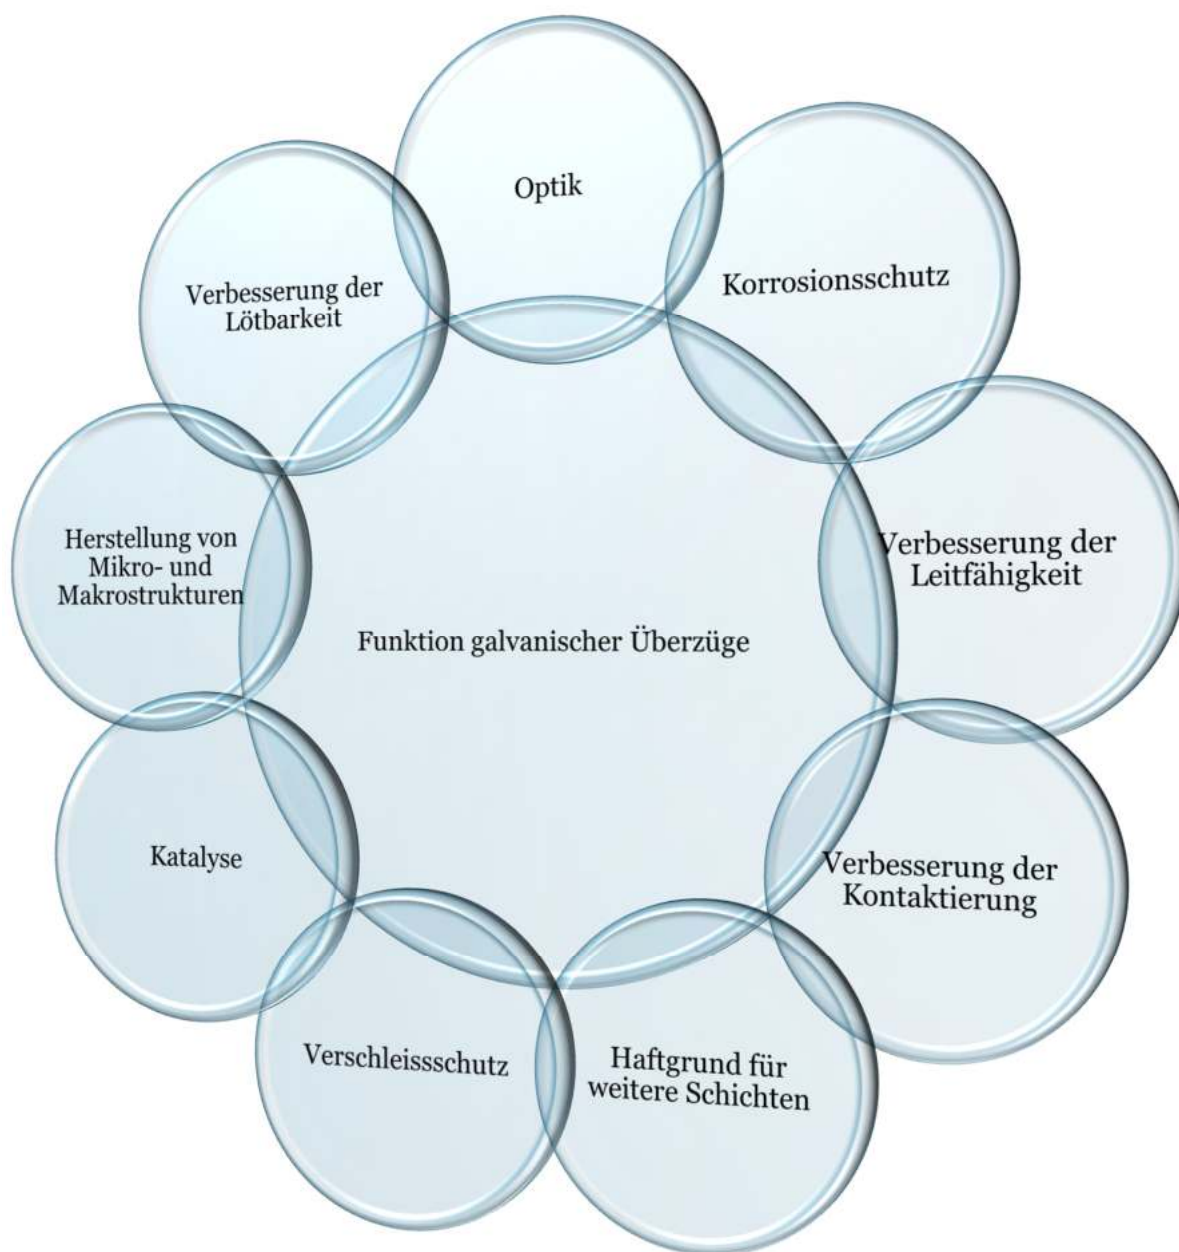 Optik
Korrosionsschutz
Verbesserung der
Leitfähigkeit
Verbesserung der
Kontaktierung
Haftgrund für
weitere Schichten
Verschleissschutz
Katalyse
Herstellung von
Mikro- und
Makrostrukturen
Verbesserung der
Lötbarkeit
Funktion galvanischer Überzüge